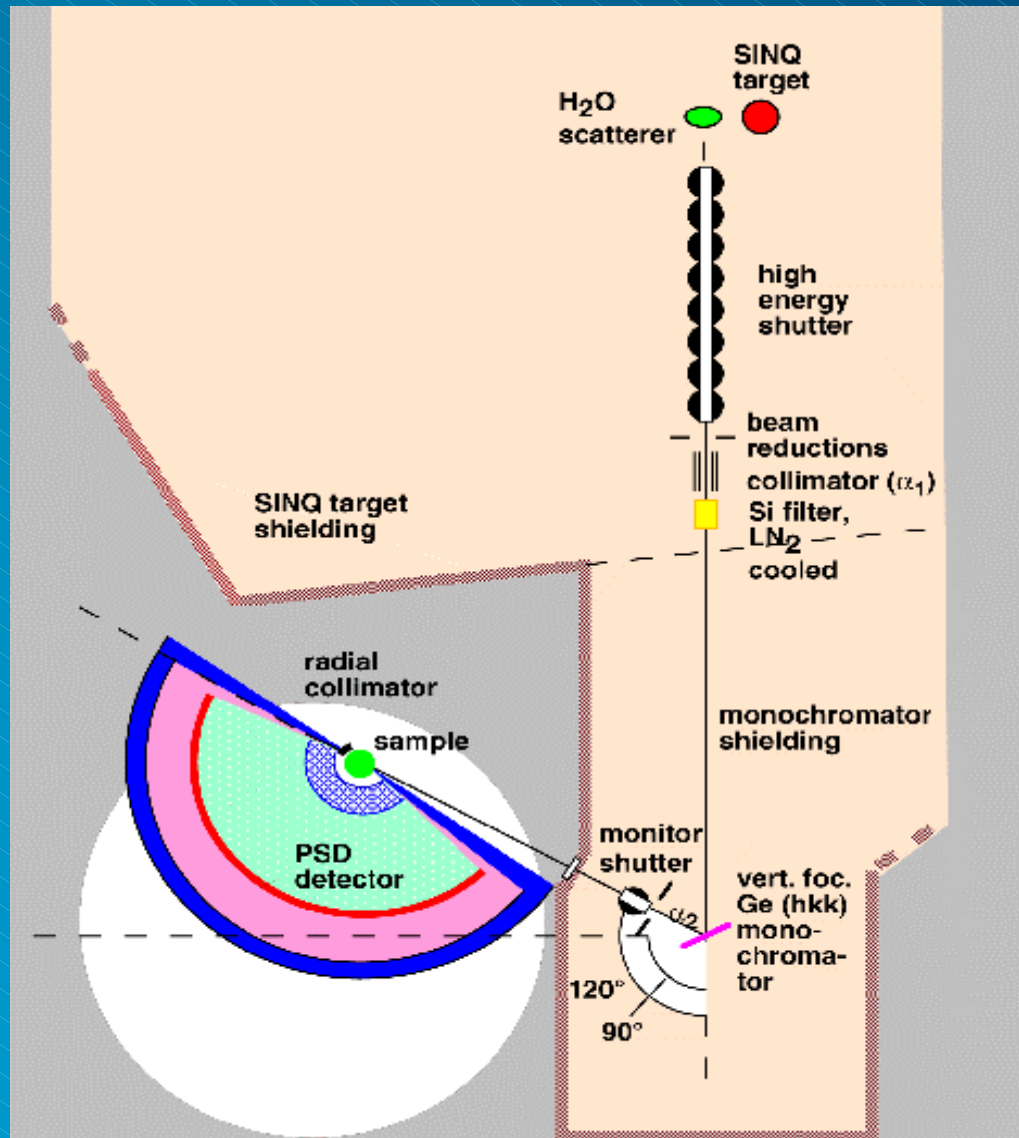 SINQ
target
H₂O
scatterer
high
energy
shutter
beam
reductions
collimator (α₁)
Si filter,
LN₂
cooled
SINQ target
shielding
radial
collimator
sample
monochromator
shielding
PSD
detector
monitor
shutter
α2
vert. foc.
Ge (hkk)
mono-
chroma-
tor
120°
90°